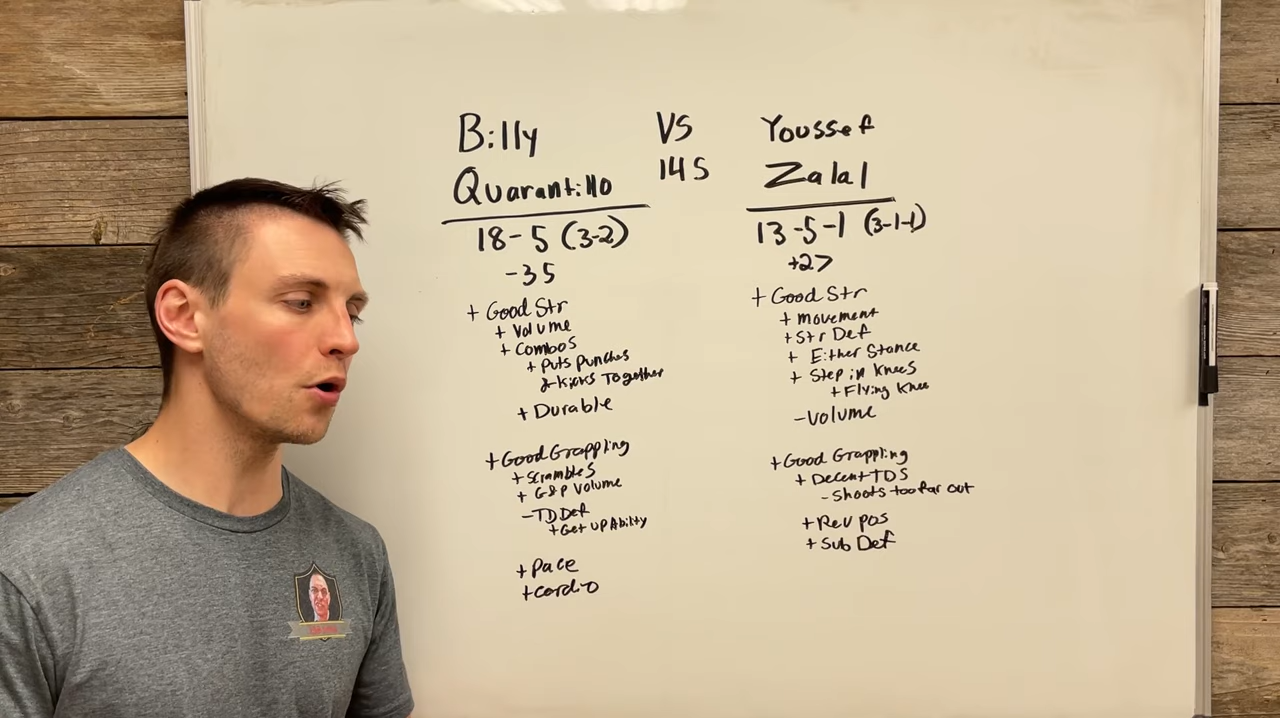 Billy
Quarantillo
18-5 (3-2)
-35
+ Good Str
+ Volume
+ Combos
+ Puts Punches
& Kicks Together
+ Durable
+ Good Grappling
+ Scrambles
+ G&P Volume
- TD Def
+ Get up Ability
+ Pace
+ Cardio
VS
145
Youssef
Zalal
13-5-1 (3-1-1)
+27
+ Good Str
+ movement
+ Str Def
+ Either Stance
+ Step in Knees
+ Flying Knee
- Volume
+ Good Grappling
+ Decent TDS
- Shoots too far out
+ Rev pos
+ Sub Def